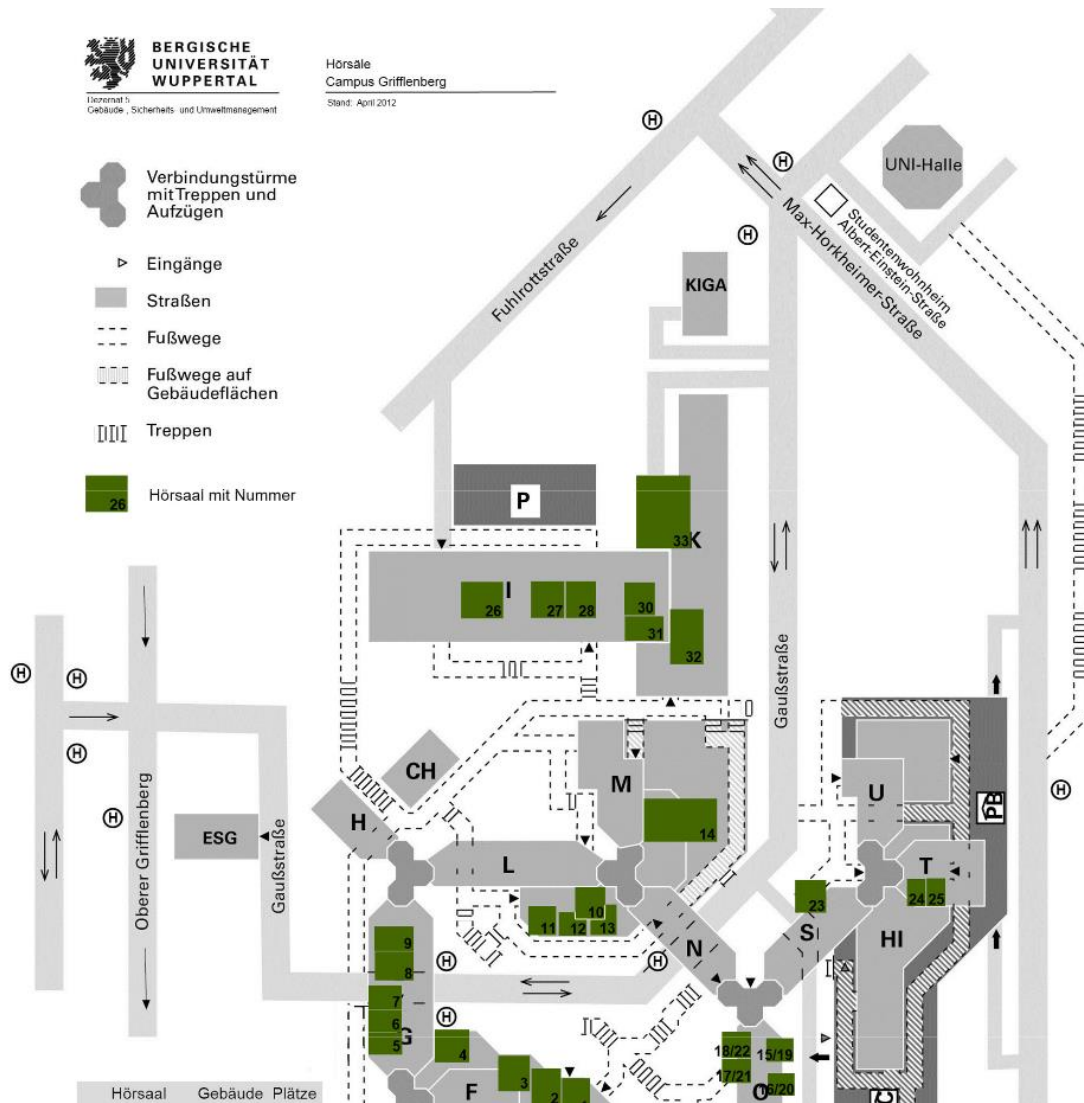 BERGISCHE
UNIVERSITÄT
WUPPERTAL
Dezernat 5
Gebäude-, Sicherheits- und Umweltmanagement
Hörsäle
Campus Grifflenberg
Stand: April 2012
Verbindungstürme
mit Treppen und
Aufzügen
Eingänge
Straßen
Fußwege
Fußwege auf
Gebäudeflächen
Treppen
26
Hörsaal mit Nummer
H
H
H
UNI-Halle
Max-Horkheimer-Straße
Studentenwohnheim
Albert-Einstein-Straße
Fuhlrottstraße
KIGA
P
33
K
I
26
27
28
30
31
32
Gaußstraße
H
H
H
H
H
Oberer Grifflenberg
ESG
Gaußstraße
CH
H
M
14
L
10
11
12
13
U
PB
T
24
25
23
S
HI
N
H
H
H
9
8
7
6
5
G
4
3
2
F
18/22
15/19
17/21
16/20
O
C
Hörsaal Gebäude Plätze